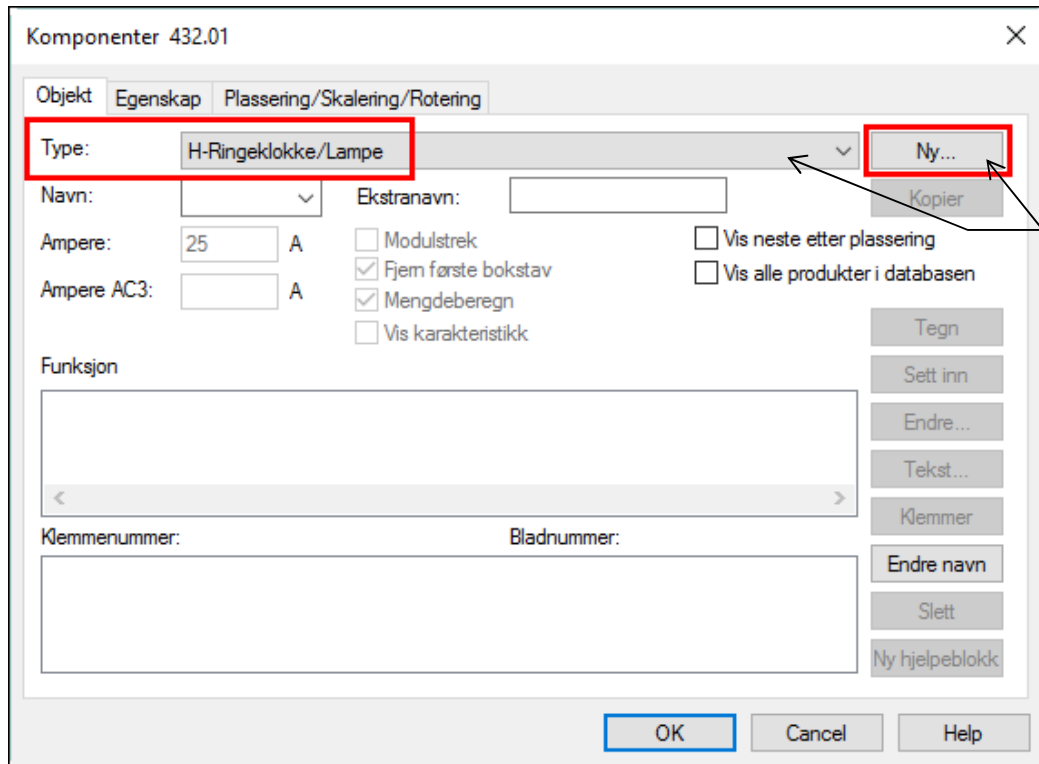 Komponenter 432.01
Objekt Egenskap Plassering/Skalering/Rotering
Type: H-Ringeklokke/Lampe Ny...
Navn: Ekstranavn: Kopier
Ampere: 25 A Modulstrek Vis neste etter plassering
Fjern første bokstav Vis alle produkter i databasen
Ampere AC3: A Mengdeberegn
Vis karakteristikk
Tegn
Funksjon
Sett inn
Endre...
Tekst...
Klemmer
Klemmenummer: Bladnummer:
Endre navn
Slett
Ny hjelpeblokk
OK Cancel Help